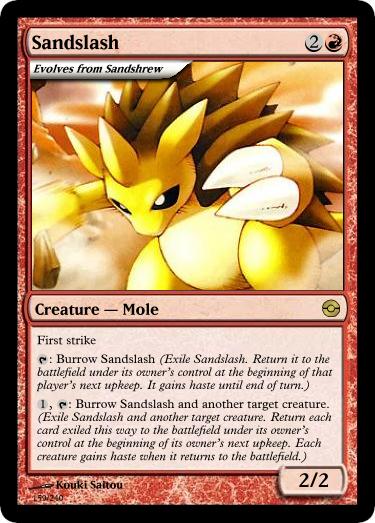 Sandslash 2
Evolves from Sandshrew
Creature — Mole
First strike
: Burrow Sandslash (Exile Sandslash. Return it to the
battlefield under its owner's control at the beginning of that
player's next upkeep. It gains haste until end of turn.)
1, : Burrow Sandslash and another target creature.
(Exile Sandslash and another target creature. Return each
card exiled this way to the battlefield under its owner's
control at the beginning of its owner's next upkeep. Each
creature gains haste when it returns to the battlefield.)
2/2
Kouki Saitou
159/240